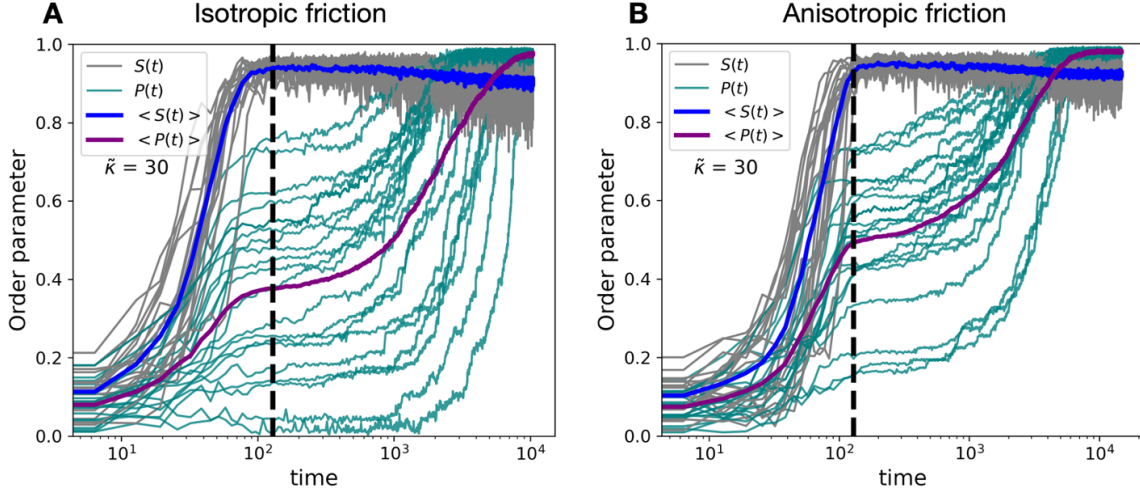 A
Isotropic friction
1.0
0.8
0.6
0.4
0.2
0.0
Order parameter
S(t)
P(t)
< S(t) >
< P(t) >
κ̃ = 30
10¹
10²
10³
10⁴
time
B
Anisotropic friction
1.0
0.8
0.6
0.4
0.2
0.0
Order parameter
S(t)
P(t)
< S(t) >
< P(t) >
κ̃ = 30
10¹
10²
10³
10⁴
time